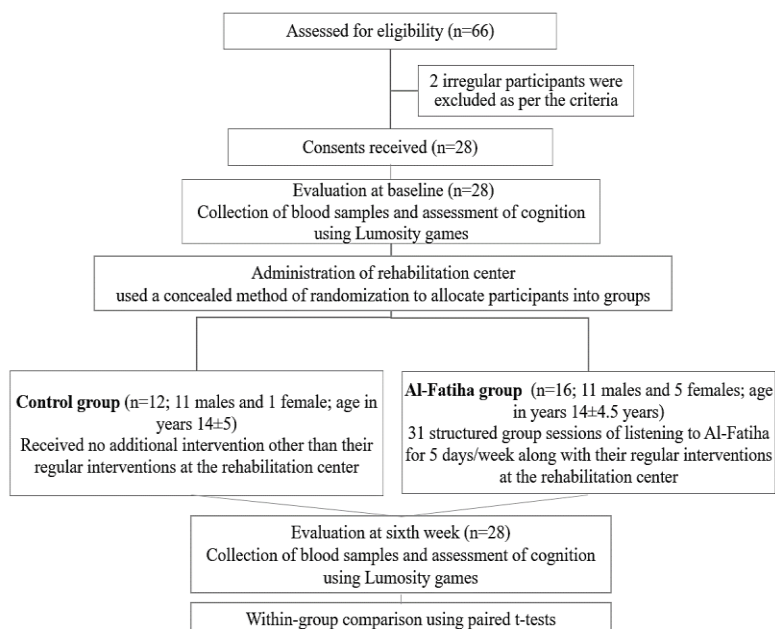 Assessed for eligibility (n=66)
2 irregular participants were
excluded as per the criteria
Consents received (n=28)
Evaluation at baseline (n=28)
Collection of blood samples and assessment of cognition
using Lumosity games
Administration of rehabilitation center
used a concealed method of randomization to allocate participants into groups
Control group (n=12; 11 males and 1 female; age in
years 14±5)
Received no additional intervention other than their
regular interventions at the rehabilitation center
Al-Fatiha group (n=16; 11 males and 5 females; age
in years 14±4.5 years)
31 structured group sessions of listening to Al-Fatiha
for 5 days/week along with their regular interventions
at the rehabilitation center
Evaluation at sixth week (n=28)
Collection of blood samples and assessment of cognition
using Lumosity games
Within-group comparison using paired t-tests